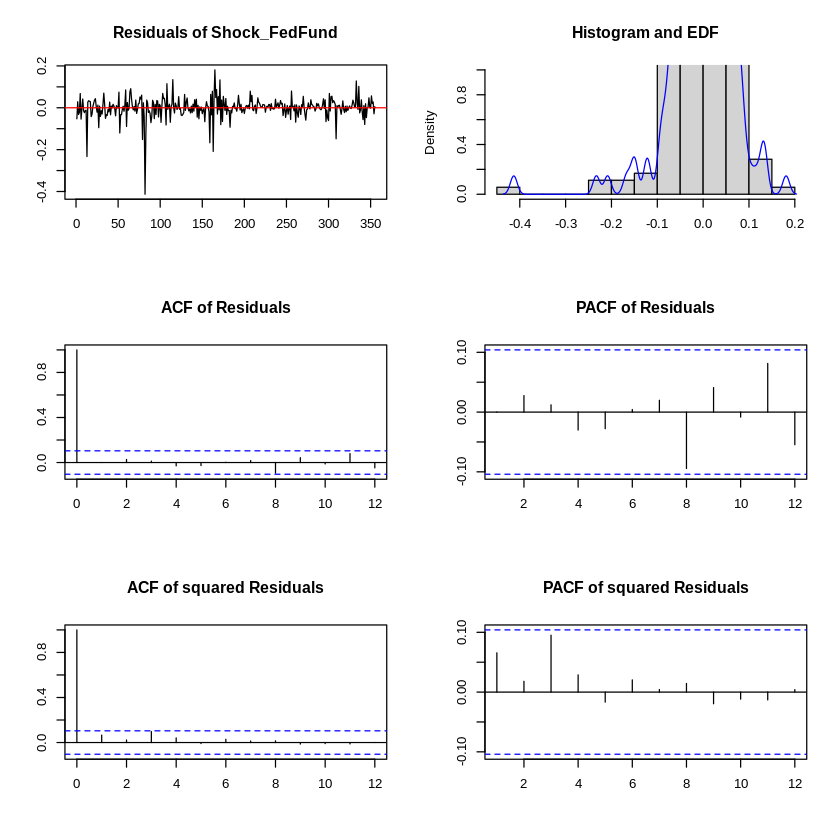 Residuals of Shock_FedFund
0.2
0.0
-0.2
-0.4
0 50 100 150 200 250 300 350
Histogram and EDF
Density
0.8
0.4
0.0
-0.4 -0.3 -0.2 -0.1 0.0 0.1 0.2
ACF of Residuals
0.8
0.4
0.0
0 2 4 6 8 10 12
PACF of Residuals
0.10
0.00
-0.10
2 4 6 8 10 12
ACF of squared Residuals
0.8
0.4
0.0
0 2 4 6 8 10 12
PACF of squared Residuals
0.10
0.00
-0.10
2 4 6 8 10 12